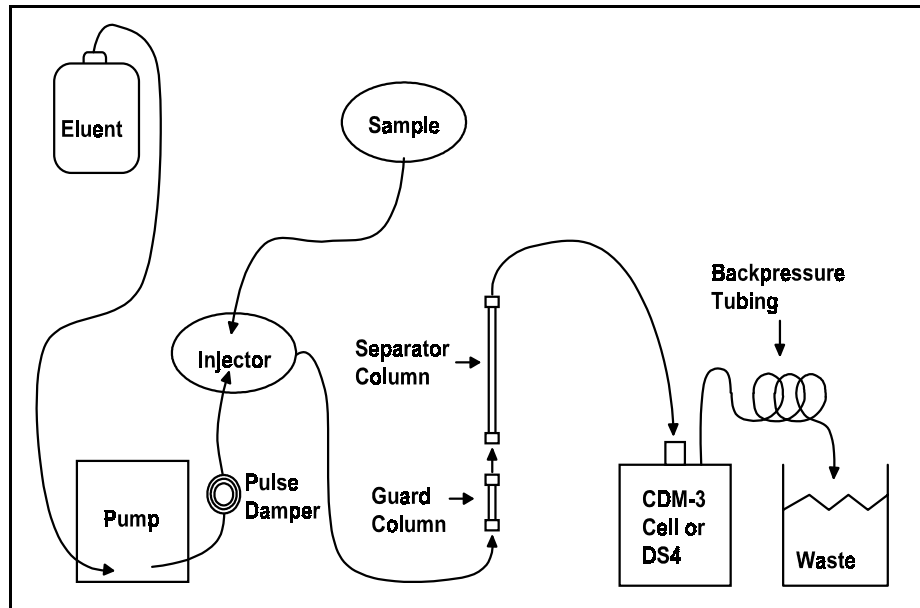 Eluent
Sample
Backpressure
Tubing
Injector
Separator
Column
Pulse
Damper
Guard
Column
Pump
CDM-3
Cell or
DS4
Waste